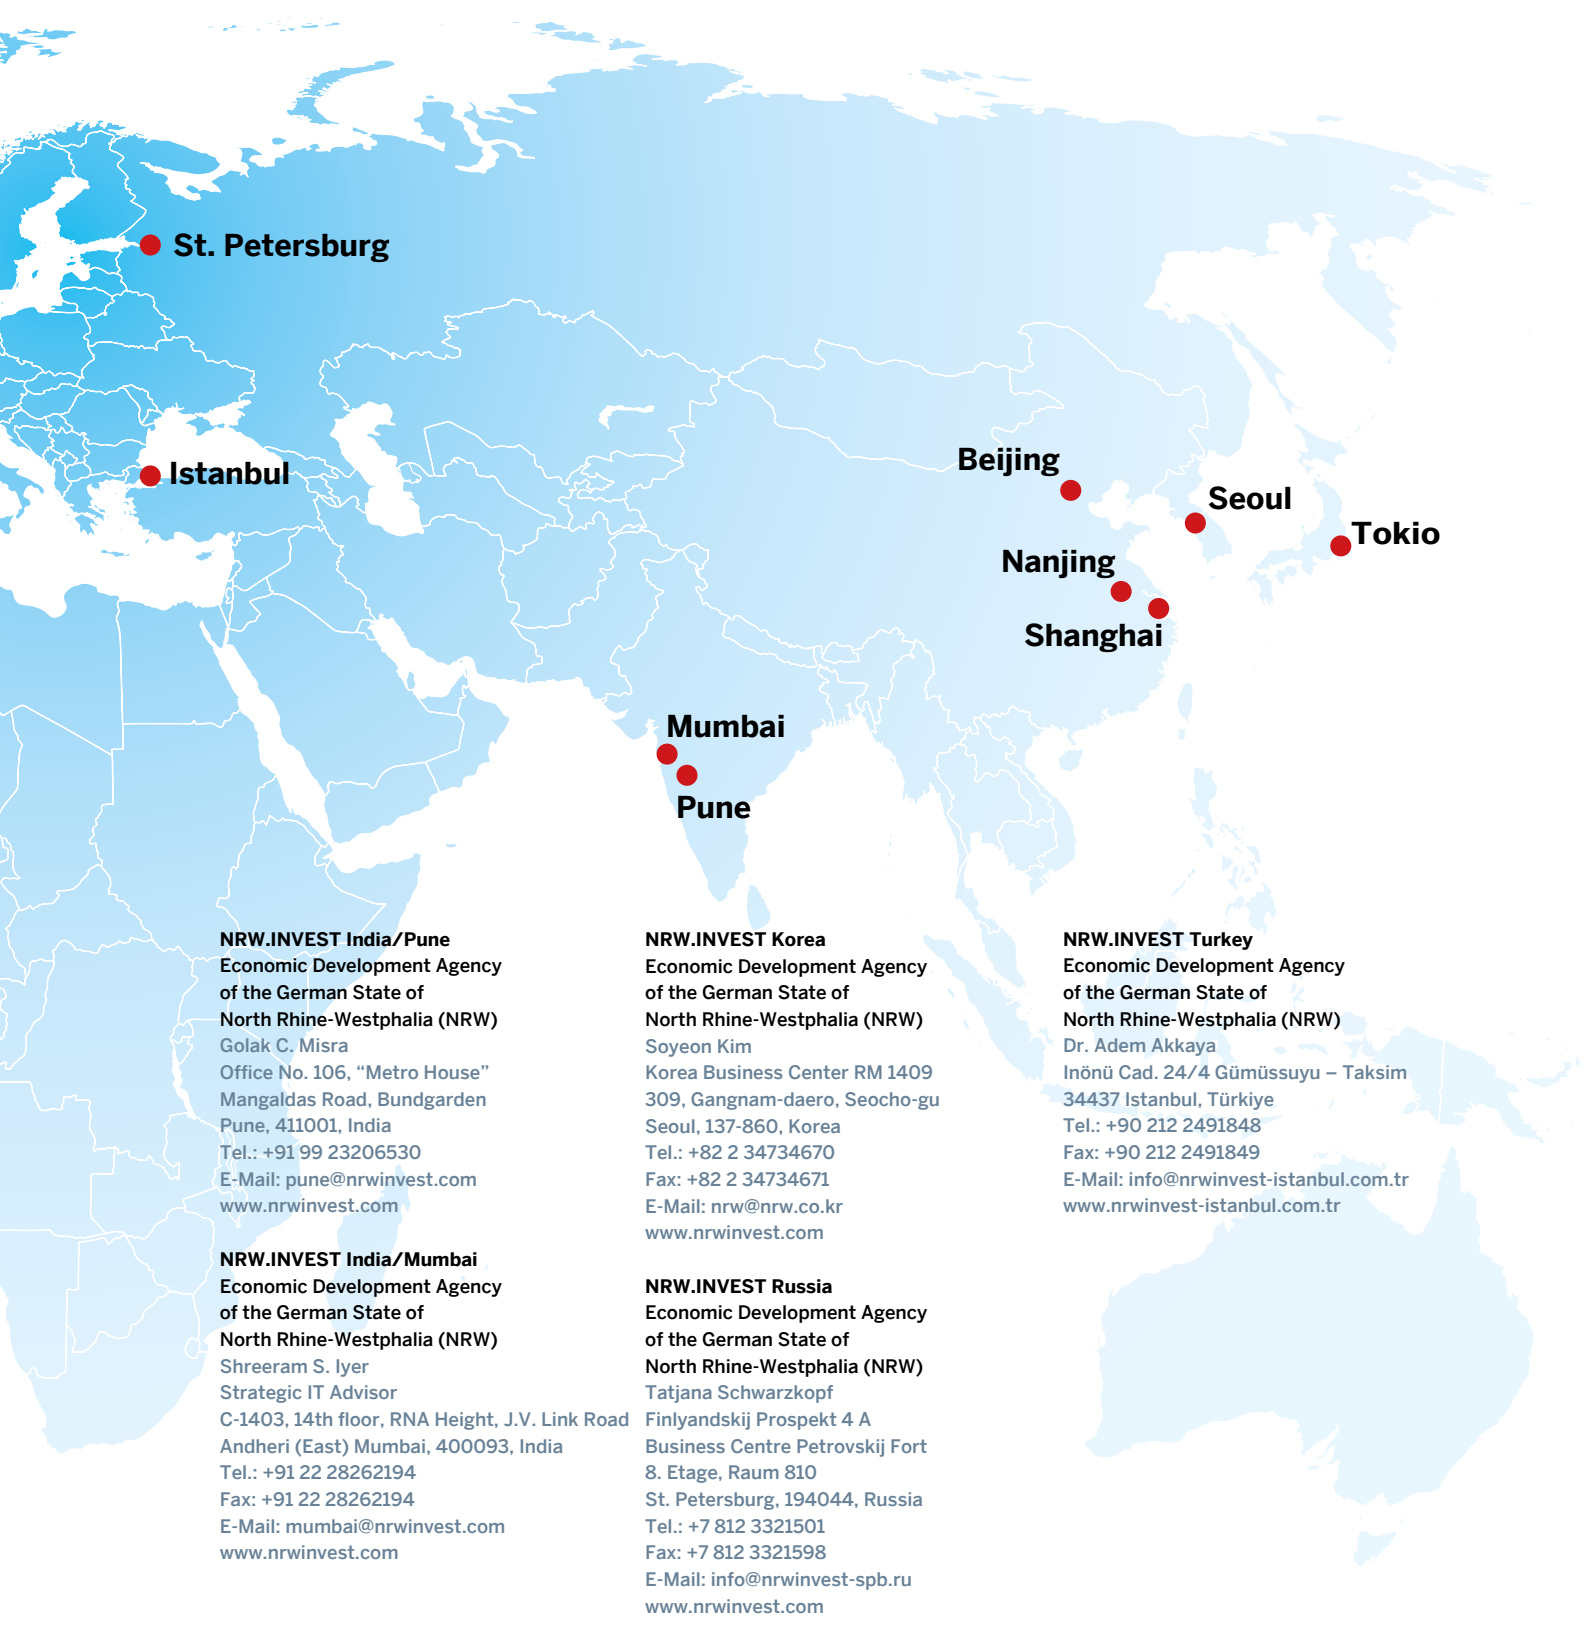 St. Petersburg
Istanbul
Beijing
Seoul
Tokio
Nanjing
Shanghai
Mumbai
Pune
NRW.INVEST India/Pune
Economic Development Agency
of the German State of
North Rhine-Westphalia (NRW)
Golak C. Misra
Office No. 106, “Metro House”
Mangaldas Road, Bundgarden
Pune, 411001, India
Tel.: +91 99 23206530
E-Mail: pune@nrwinvest.com
www.nrwinvest.com
NRW.INVEST India/Mumbai
Economic Development Agency
of the German State of
North Rhine-Westphalia (NRW)
Shreeram S. Iyer
Strategic IT Advisor
C-1403, 14th floor, RNA Height, J.V. Link Road
Andheri (East) Mumbai, 400093, India
Tel.: +91 22 28262194
Fax: +91 22 28262194
E-Mail: mumbai@nrwinvest.com
www.nrwinvest.com
NRW.INVEST Korea
Economic Development Agency
of the German State of
North Rhine-Westphalia (NRW)
Soyeon Kim
Korea Business Center RM 1409
309, Gangnam-daero, Seocho-gu
Seoul, 137-860, Korea
Tel.: +82 2 34734670
Fax: +82 2 34734671
E-Mail: nrw@nrw.co.kr
www.nrwinvest.com
NRW.INVEST Russia
Economic Development Agency
of the German State of
North Rhine-Westphalia (NRW)
Tatjana Schwarzkopf
Finlyandskij Prospekt 4 A
Business Centre Petrovskij Fort
8. Etage, Raum 810
St. Petersburg, 194044, Russia
Tel.: +7 812 3321501
Fax: +7 812 3321598
E-Mail: info@nrwinvest-spb.ru
www.nrwinvest.com
NRW.INVEST Turkey
Economic Development Agency
of the German State of
North Rhine-Westphalia (NRW)
Dr. Adem Akkaya
Inönü Cad. 24/4 Gümüssuyu – Taksim
34437 Istanbul, Türkiye
Tel.: +90 212 2491848
Fax: +90 212 2491849
E-Mail: info@nrwinvest-istanbul.com.tr
www.nrwinvest-istanbul.com.tr